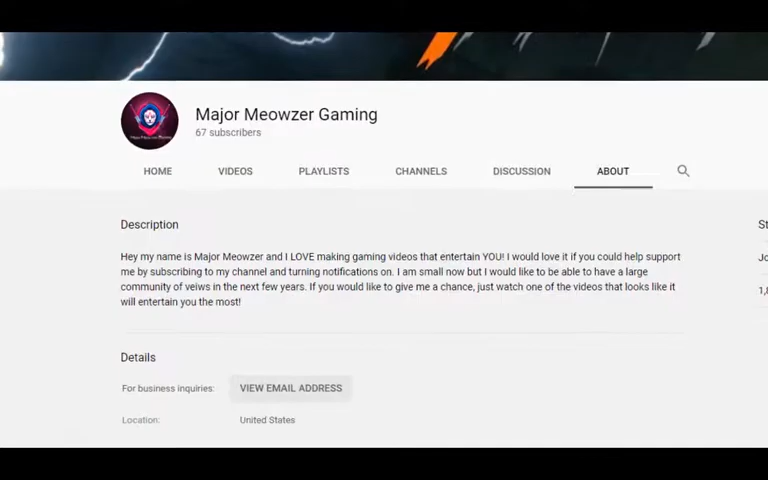 Major Meowzer Gaming
67 subscribers
HOME VIDEOS PLAYLISTS CHANNELS DISCUSSION ABOUT
Description
Hey my name is Major Meowzer and I LOVE making gaming videos that entertain YOU! I would love it if you could help support
me by subscribing to my channel and turning notifications on. I am small now but I would like to be able to have a large
community of veiws in the next few years. If you would like to give me a chance, just watch one of the videos that looks like it
will entertain you the most!
Details
For business inquiries: VIEW EMAIL ADDRESS
Location: United States